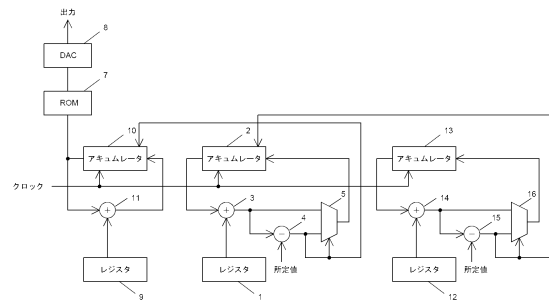 出力
8
DAC
7
ROM
10
2
13
アキュムレータ
アキュムレータ
アキュムレータ
クロック
11
3
5
14
16
4
15
所定値
所定値
レジスタ
レジスタ
レジスタ
9
1
12